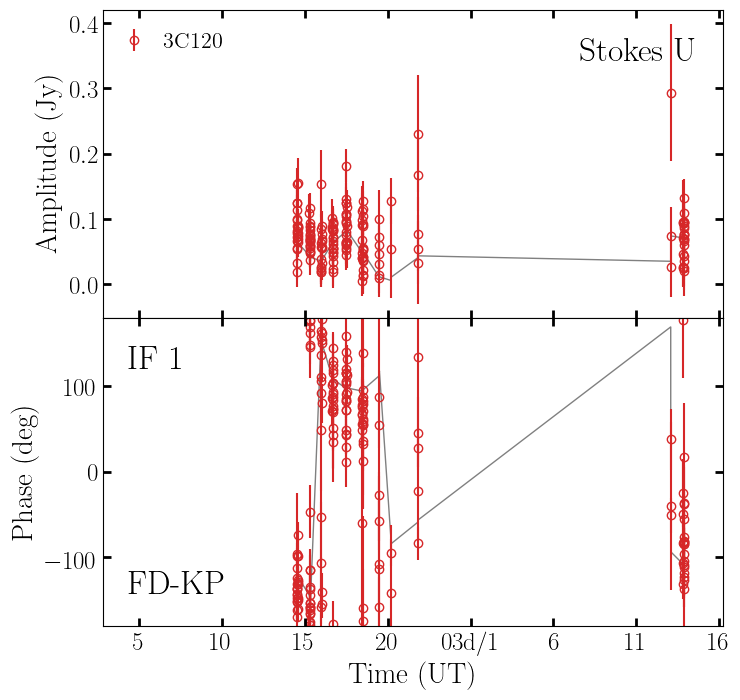 3C120
Stokes U
0.4
0.3
0.2
0.1
0.0
Amplitude (Jy)
IF 1
100
0
−100
Phase (deg)
FD-KP
5 10 15 20 03d/1 6 11 16
Time (UT)